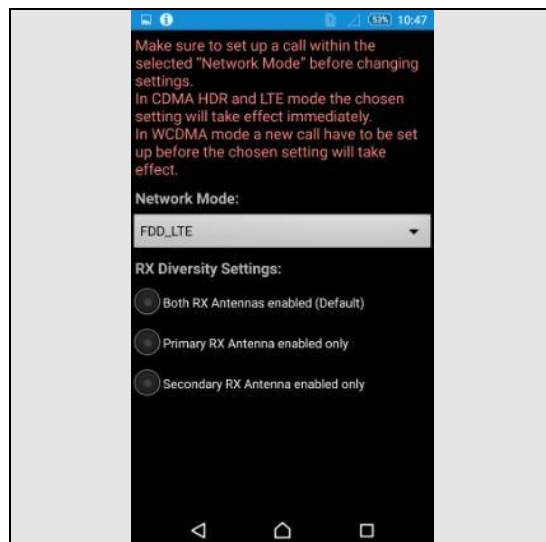 53% 10:47
Make sure to set up a call within the
selected "Network Mode" before changing
settings.
In CDMA HDR and LTE mode the chosen
setting will take effect immediately.
In WCDMA mode a new call have to be set
up before the chosen setting will take
effect.
Network Mode:
FDD_LTE
RX Diversity Settings:
Both RX Antennas enabled (Default)
Primary RX Antenna enabled only
Secondary RX Antenna enabled only